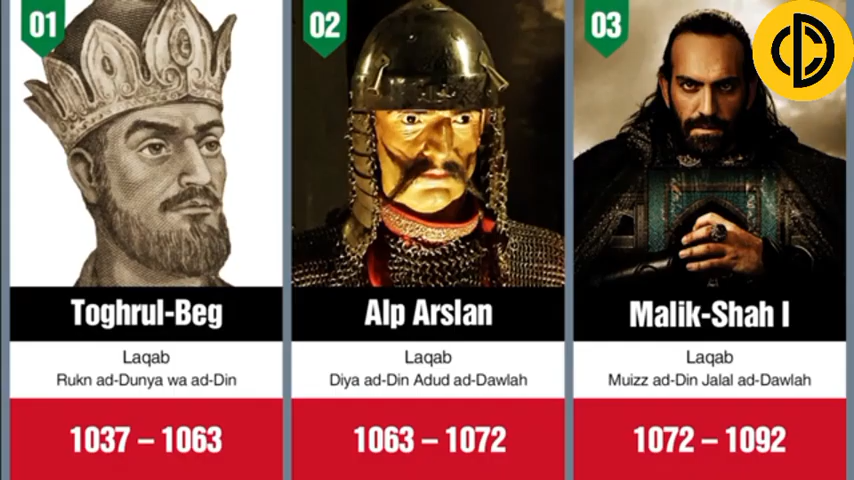 01
02
03
Toghrul-Beg
Alp Arslan
Malik-Shah I
Laqab
Rukn ad-Dunya wa ad-Din
Laqab
Diya ad-Din Adud ad-Dawlah
Laqab
Muizz ad-Din Jalal ad-Dawlah
1037 – 1063
1063 – 1072
1072 – 1092